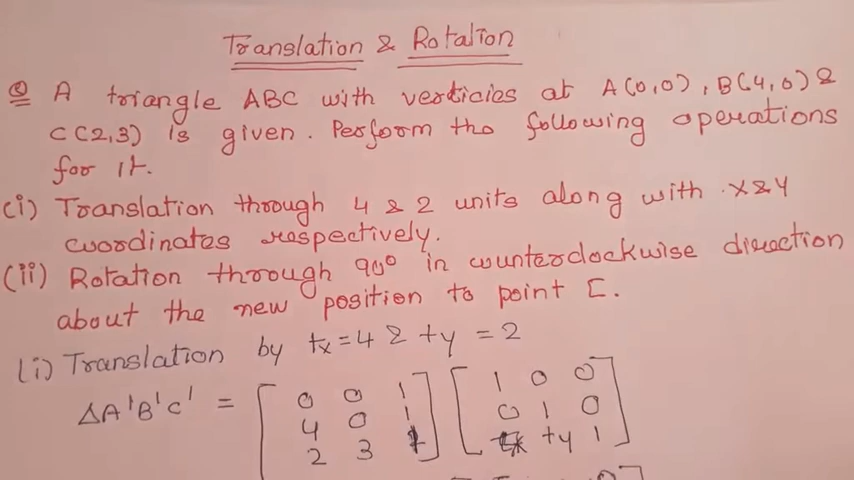 Translation & Rotation
Q A triangle ABC with verticies at A(0,0), B(4,0) &
C(2,3) is given. Perform the following operations
for it.
(i) Translation through 4 & 2 units along with X & Y
coordinates respectively.
(ii) Rotation through 90° in counterclockwise direction
about the new position to point C.
(i) Translation by tx=4 & ty=2
ΔA'B'C' = [ 0 0 1 ] [ 1 0 0 ]
4 0 1 0 1 0
2 3 1 tx ty 1
0